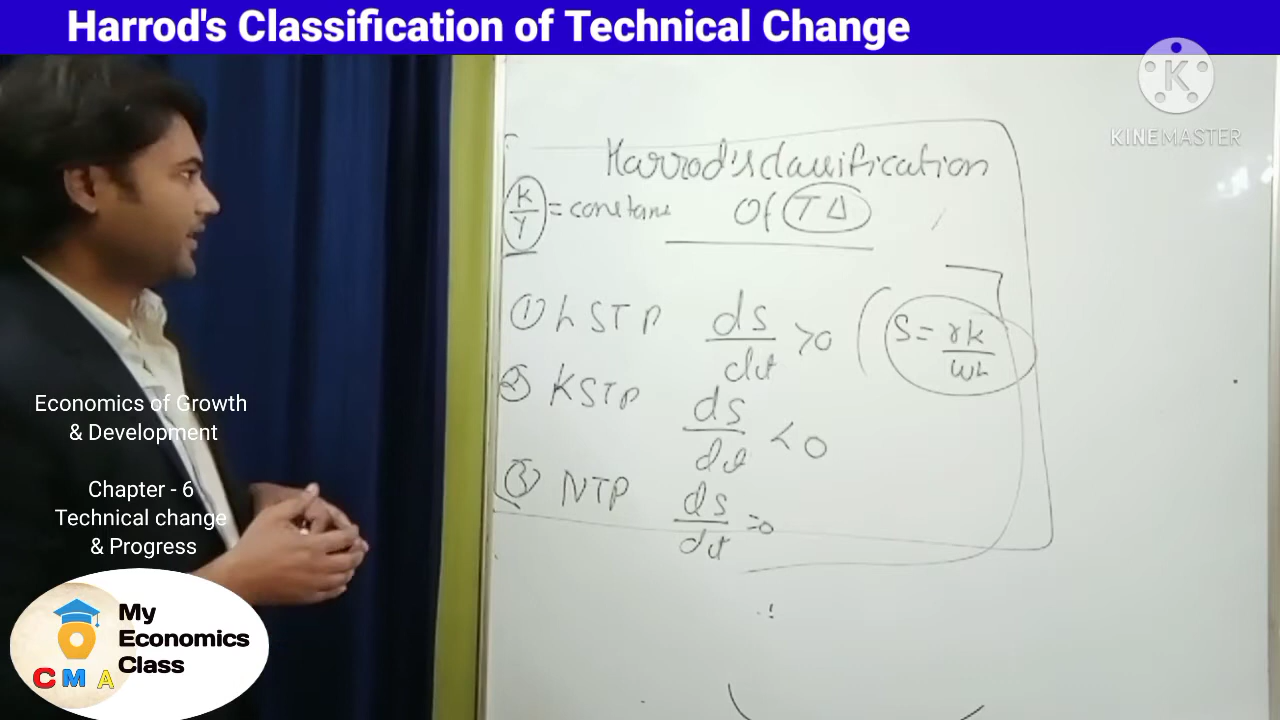 Harrod's Classification of Technical Change
KINEMASTER
Harrod's classification
K/Y = constant Of TΔ
① LSTP ds/dt >0 ( S = rk/wL
② KSTP ds/dt <0
③ NTP ds/dt =0
Economics of Growth
& Development
Chapter - 6
Technical change
& Progress
My
Economics
Class
CMA